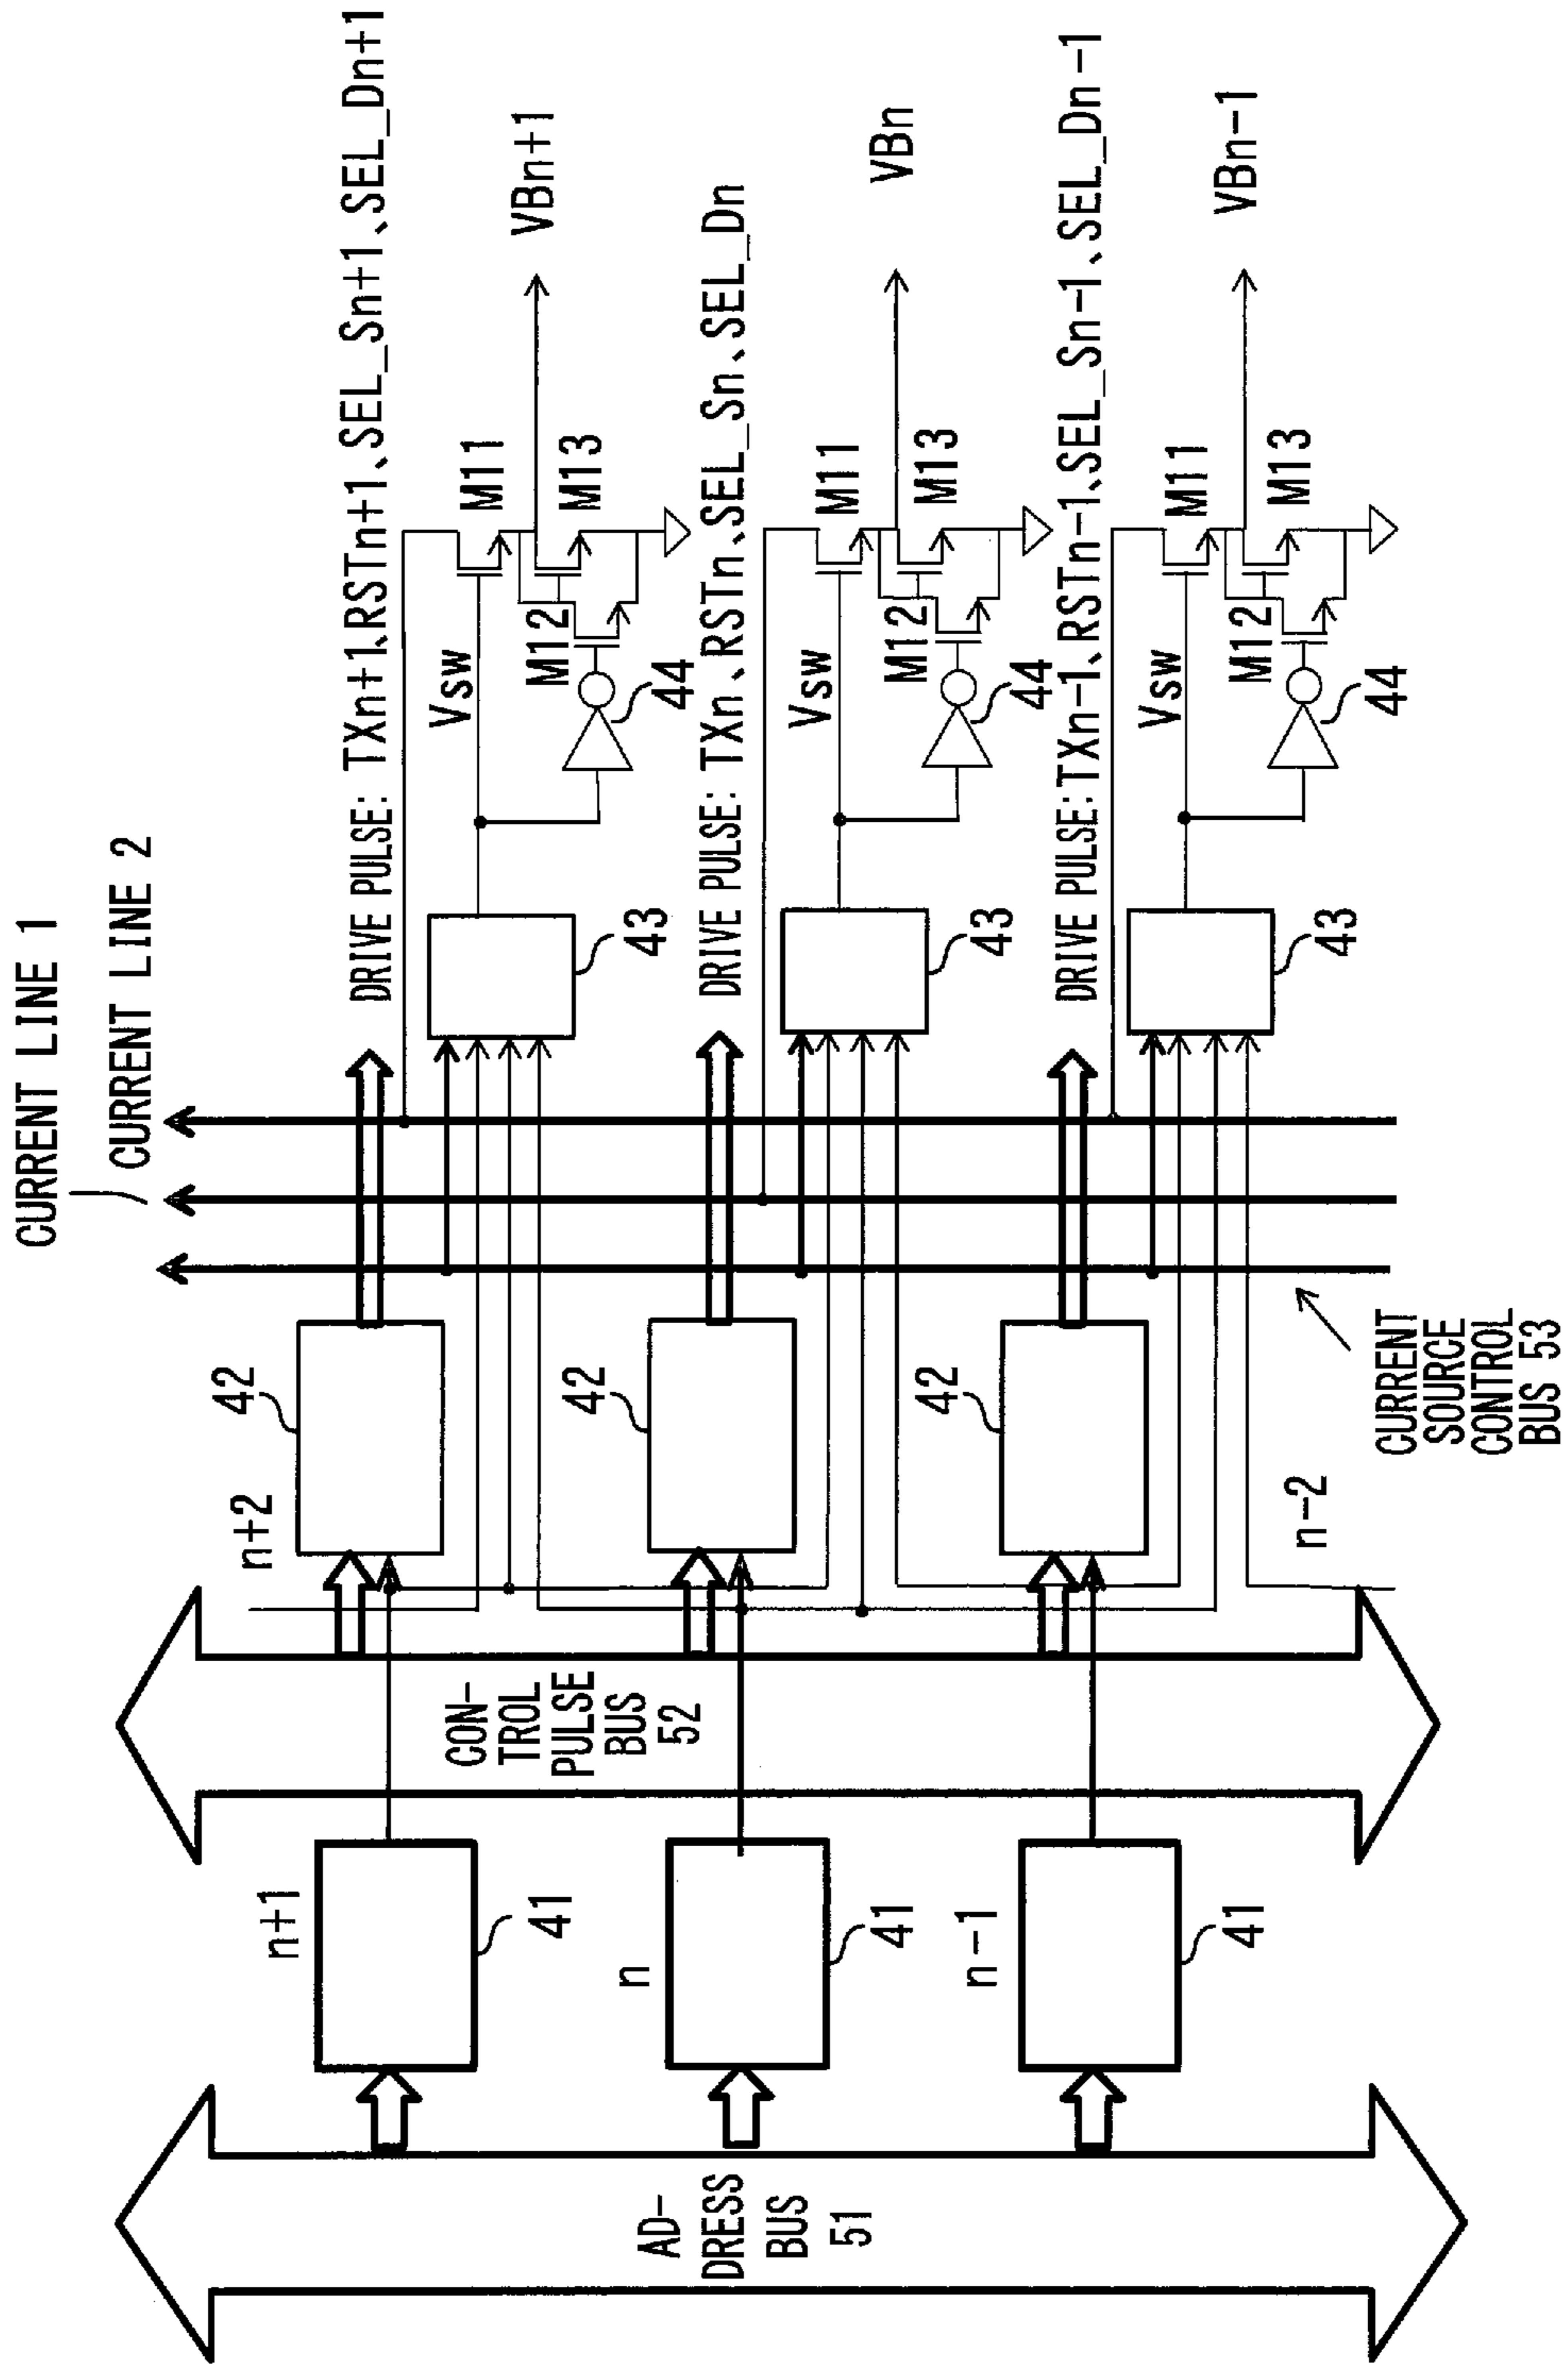 CURRENT LINE 1
CURRENT LINE 2
DRIVE PULSE: TXn+1、RSTn+1、SEL_Sn+1、SEL_Dn+1
n+2
42
43
Vsw
M11
M12
M13
44
VBn+1
n+1
41
DRIVE PULSE: TXn、RSTn、SEL_Sn、SEL_Dn
42
43
Vsw
M11
M12
M13
44
VBn
n
41
DRIVE PULSE: TXn-1、RSTn-1、SEL_Sn-1、SEL_Dn-1
42
43
Vsw
M11
M12
M13
44
VBn-1
n-1
41
n-2
AD-
DRESS
BUS
51
CON-
TROL
PULSE
BUS
52
CURRENT
SOURCE
CONTROL
BUS 53